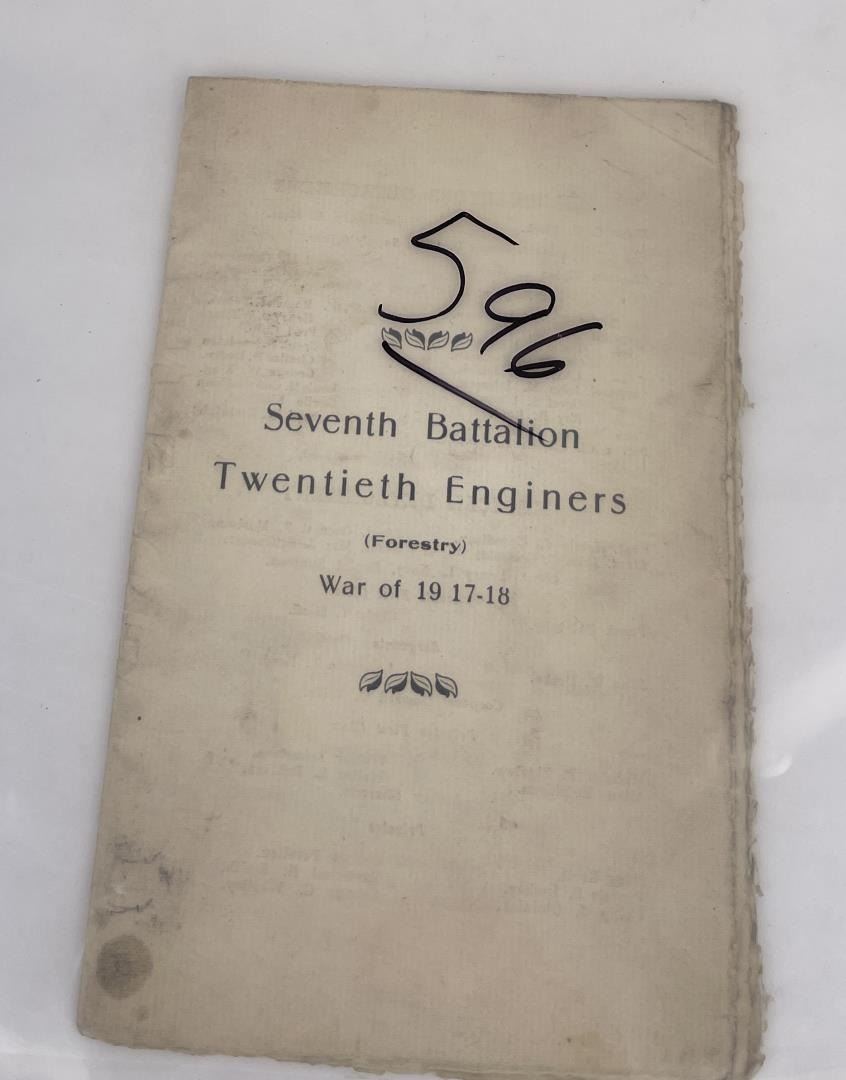 596
Seventh Battalion
Twentieth Enginers
(Forestry)
War of 19 17-18